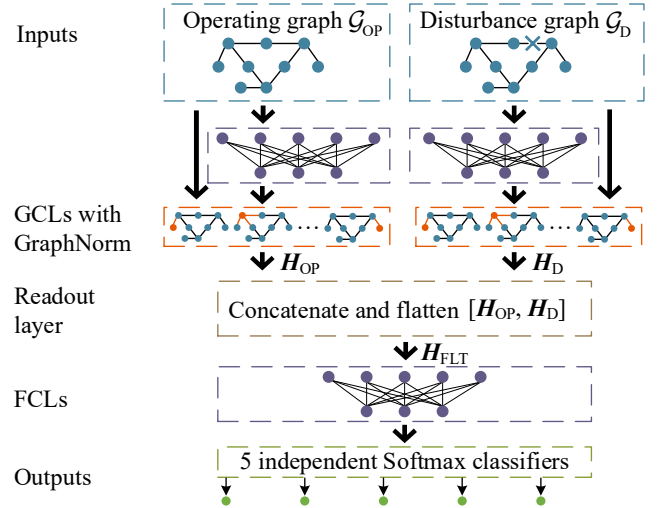 Inputs
Operating graph 𝒢OP
Disturbance graph 𝒢D
GCLs with
GraphNorm
HOP
HD
Readout
layer
Concatenate and flatten [HOP, HD]
HFLT
FCLs
5 independent Softmax classifiers
Outputs